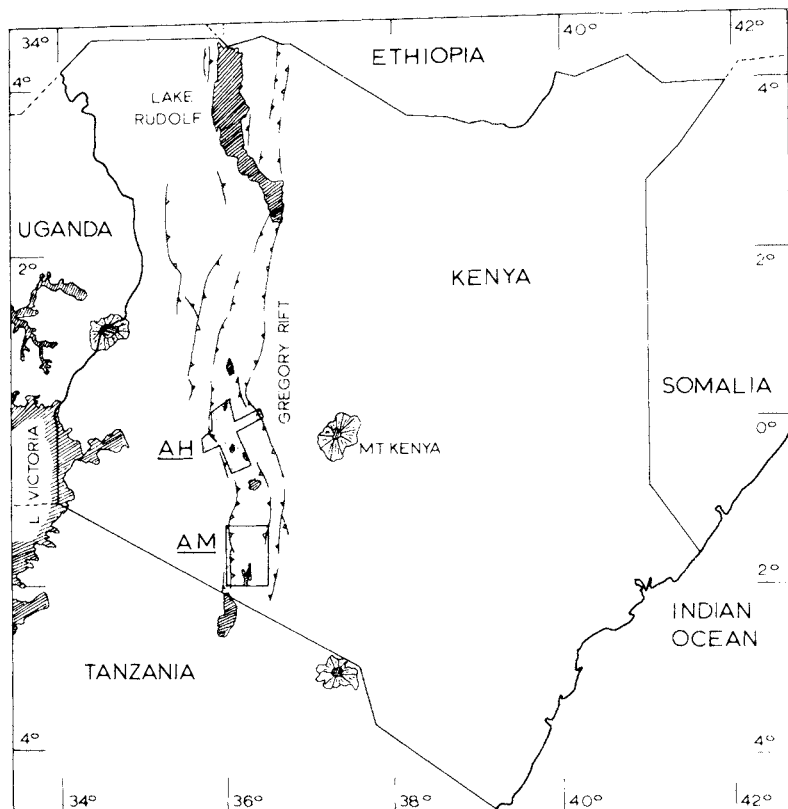 34°
40°
42°
ETHIOPIA
4°
4°
LAKE
RUDOLF
UGANDA
2°
KENYA
2°
GREGORY RIFT
SOMALIA
0°
L. VICTORIA
AH
MT KENYA
AM
2°
INDIAN
OCEAN
TANZANIA
4°
4°
34°
36°
38°
40°
42°